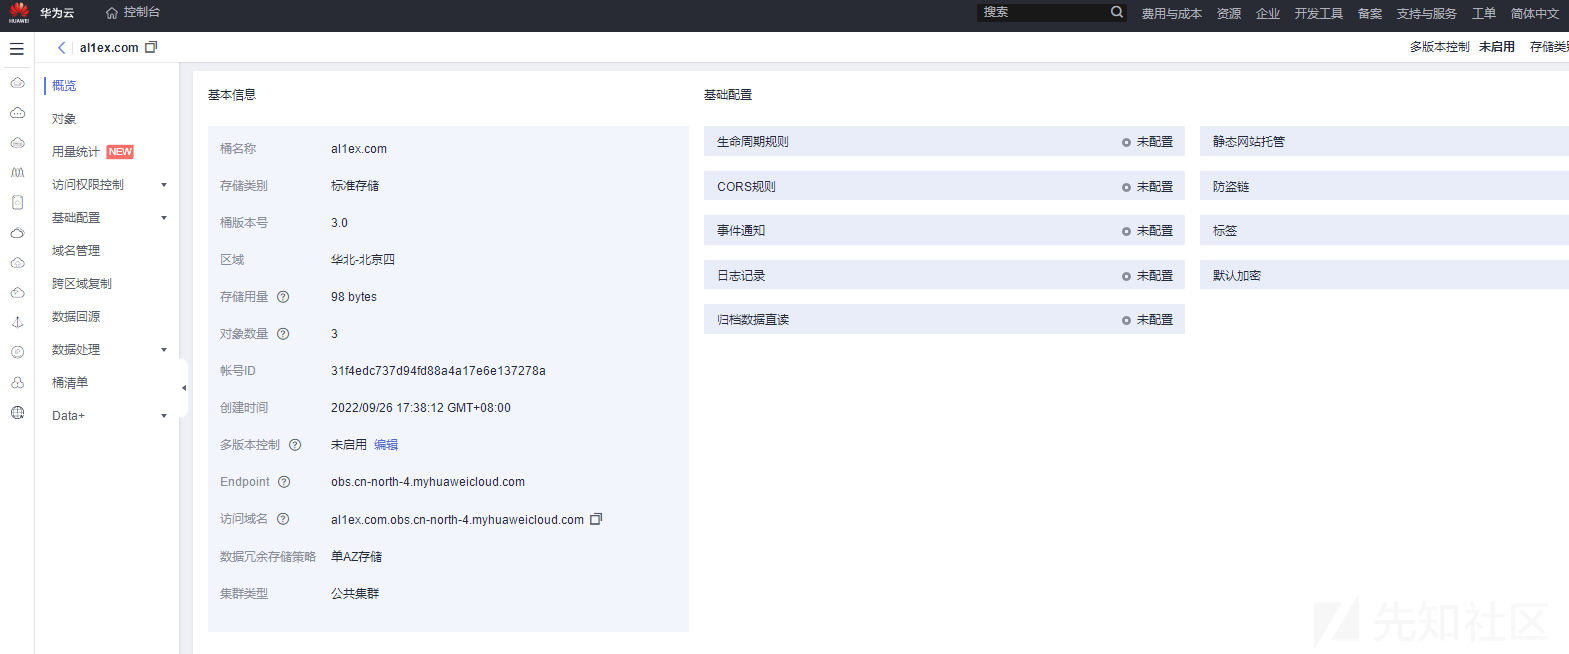 HUAWEI
华为云
控制台
搜索
费用与成本 资源 企业 开发工具 备案 支持与服务 工单 简体中文
al1ex.com
多版本控制 未启用 存储类别
概览
对象
用量统计 NEW
访问权限控制
基础配置
域名管理
跨区域复制
数据回源
数据处理
桶清单
Data+
基本信息
桶名称 al1ex.com
存储类别 标准存储
桶版本号 3.0
区域 华北-北京四
存储用量 ? 98 bytes
对象数量 ? 3
帐号ID 31f4edc737d94fd88a4a17e6e137278a
创建时间 2022/09/26 17:38:12 GMT+08:00
多版本控制 ? 未启用 编辑
Endpoint ? obs.cn-north-4.myhuaweicloud.com
访问域名 ? al1ex.com.obs.cn-north-4.myhuaweicloud.com
数据冗余存储策略 单AZ存储
集群类型 公共集群
基础配置
生命周期规则 未配置 静态网站托管
CORS规则 未配置 防盗链
事件通知 未配置 标签
日志记录 未配置 默认加密
归档数据直读 未配置
先知社区